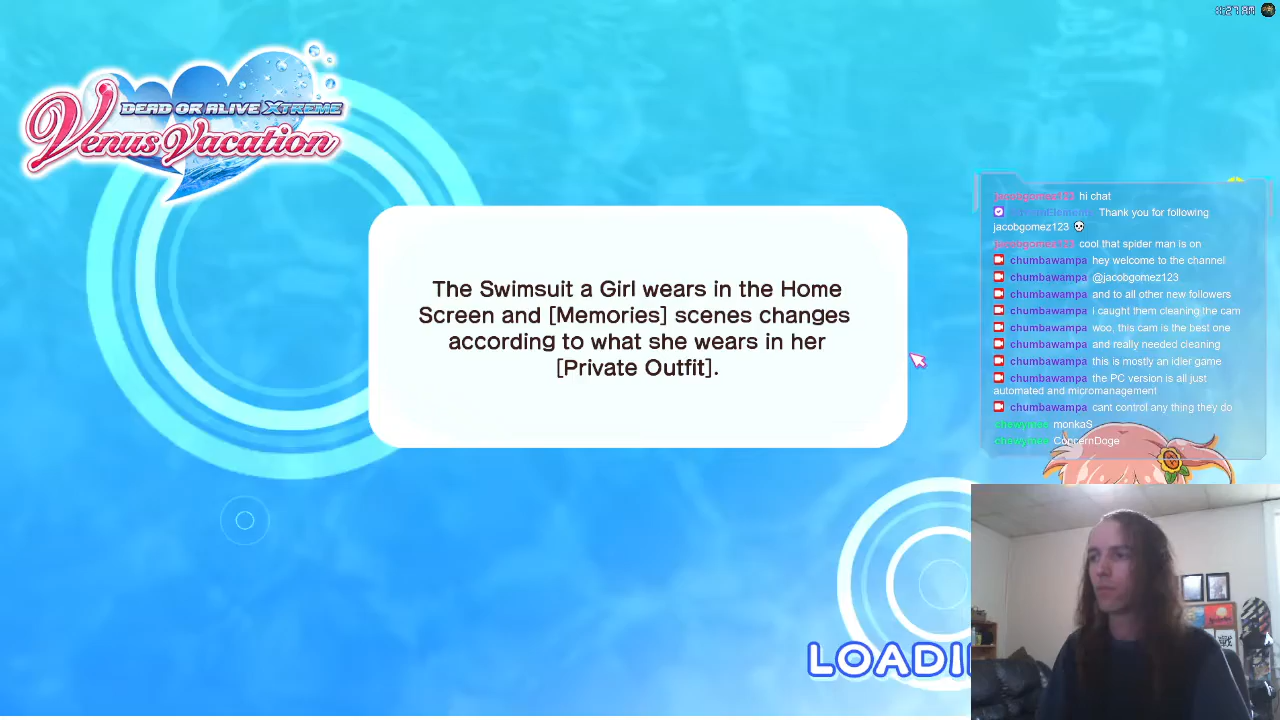 11:27 AM
DEAD OR ALIVE XTREME
Venus Vacation
The Swimsuit a Girl wears in the Home
Screen and [Memories] scenes changes
according to what she wears in her
[Private Outfit].
jacobgomez123 hi chat
Thank you for following
jacobgomez123
jacobgomez123 cool that spider man is on
chumbawampa hey welcome to the channel
chumbawampa @jacobgomez123
chumbawampa and to all other new followers
chumbawampa i caught them cleaning the cam
chumbawampa woo, this cam is the best one
chumbawampa and really needed cleaning
chumbawampa this is mostly an idler game
chumbawampa the PC version is all just
automated and micromanagement
chumbawampa cant control any thing they do
monkaS
ConcernDoge
LOADI